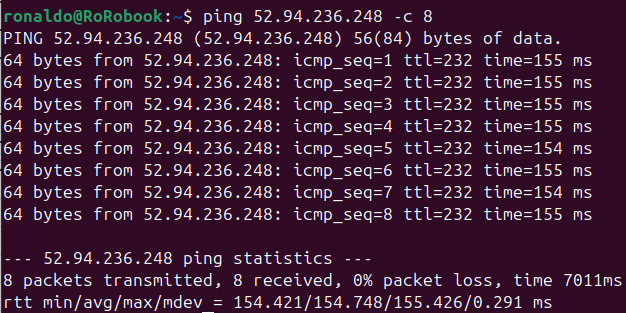 ronaldo@RoRobook:~$ ping 52.94.236.248 -c 8
PING 52.94.236.248 (52.94.236.248) 56(84) bytes of data.
64 bytes from 52.94.236.248: icmp_seq=1 ttl=232 time=155 ms
64 bytes from 52.94.236.248: icmp_seq=2 ttl=232 time=155 ms
64 bytes from 52.94.236.248: icmp_seq=3 ttl=232 time=155 ms
64 bytes from 52.94.236.248: icmp_seq=4 ttl=232 time=155 ms
64 bytes from 52.94.236.248: icmp_seq=5 ttl=232 time=154 ms
64 bytes from 52.94.236.248: icmp_seq=6 ttl=232 time=155 ms
64 bytes from 52.94.236.248: icmp_seq=7 ttl=232 time=154 ms
64 bytes from 52.94.236.248: icmp_seq=8 ttl=232 time=155 ms
--- 52.94.236.248 ping statistics ---
8 packets transmitted, 8 received, 0% packet loss, time 7011ms
rtt min/avg/max/mdev = 154.421/154.748/155.426/0.291 ms